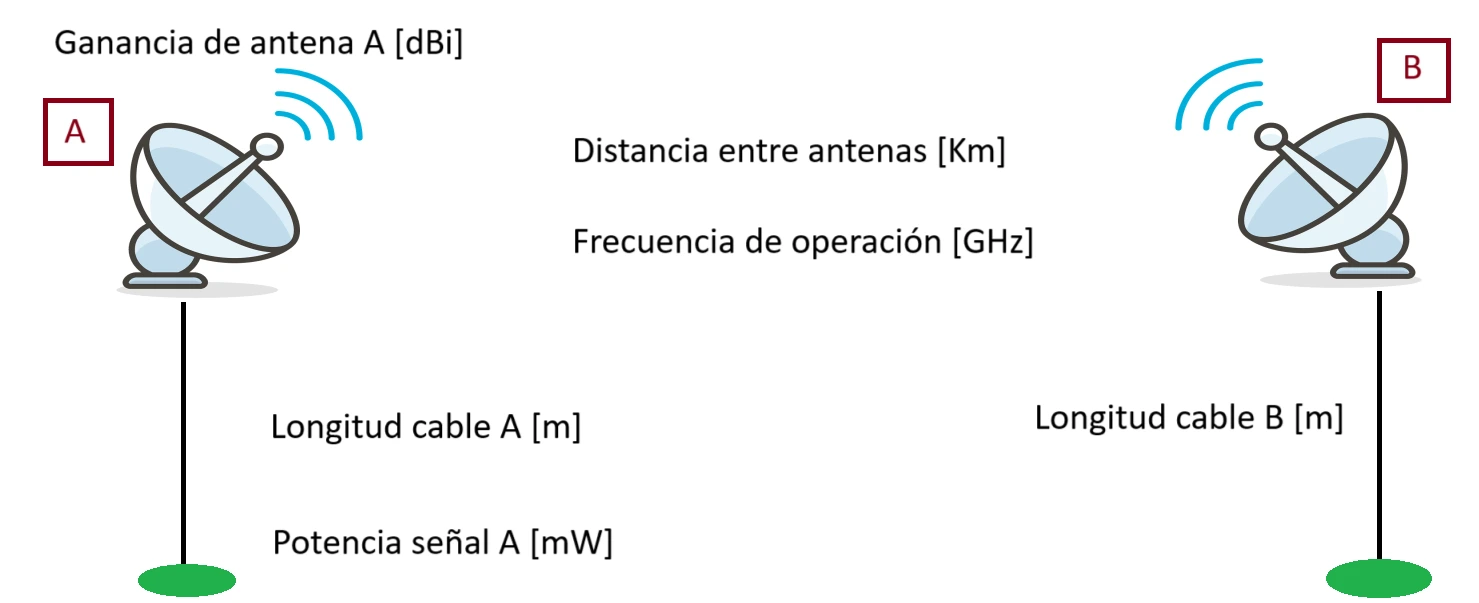 Ganancia de antena A [dBi]
B
A
Distancia entre antenas [Km]
Frecuencia de operación [GHz]
Longitud cable A [m]
Longitud cable B [m]
Potencia señal A [mW]